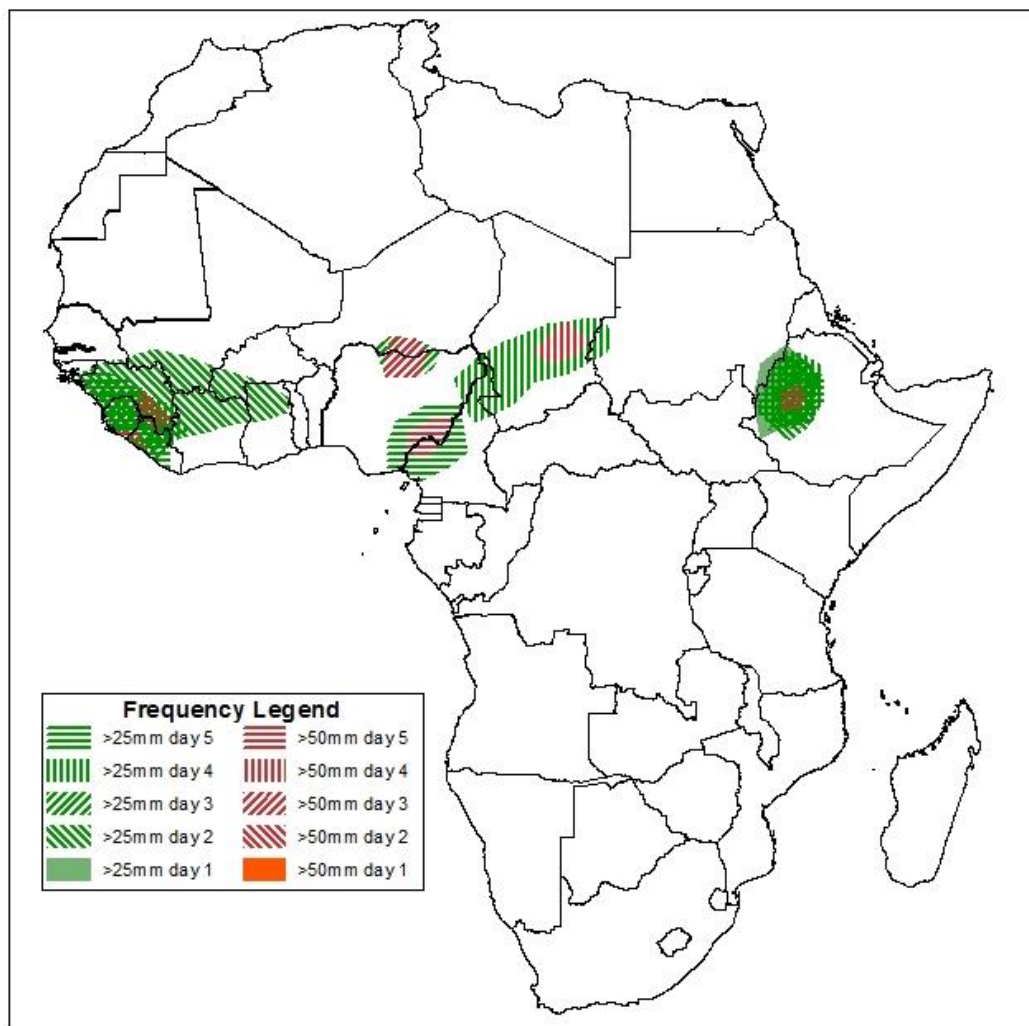 Frequency Legend
>25mm day 5 >50mm day 5
>25mm day 4 >50mm day 4
>25mm day 3 >50mm day 3
>25mm day 2 >50mm day 2
>25mm day 1 >50mm day 1